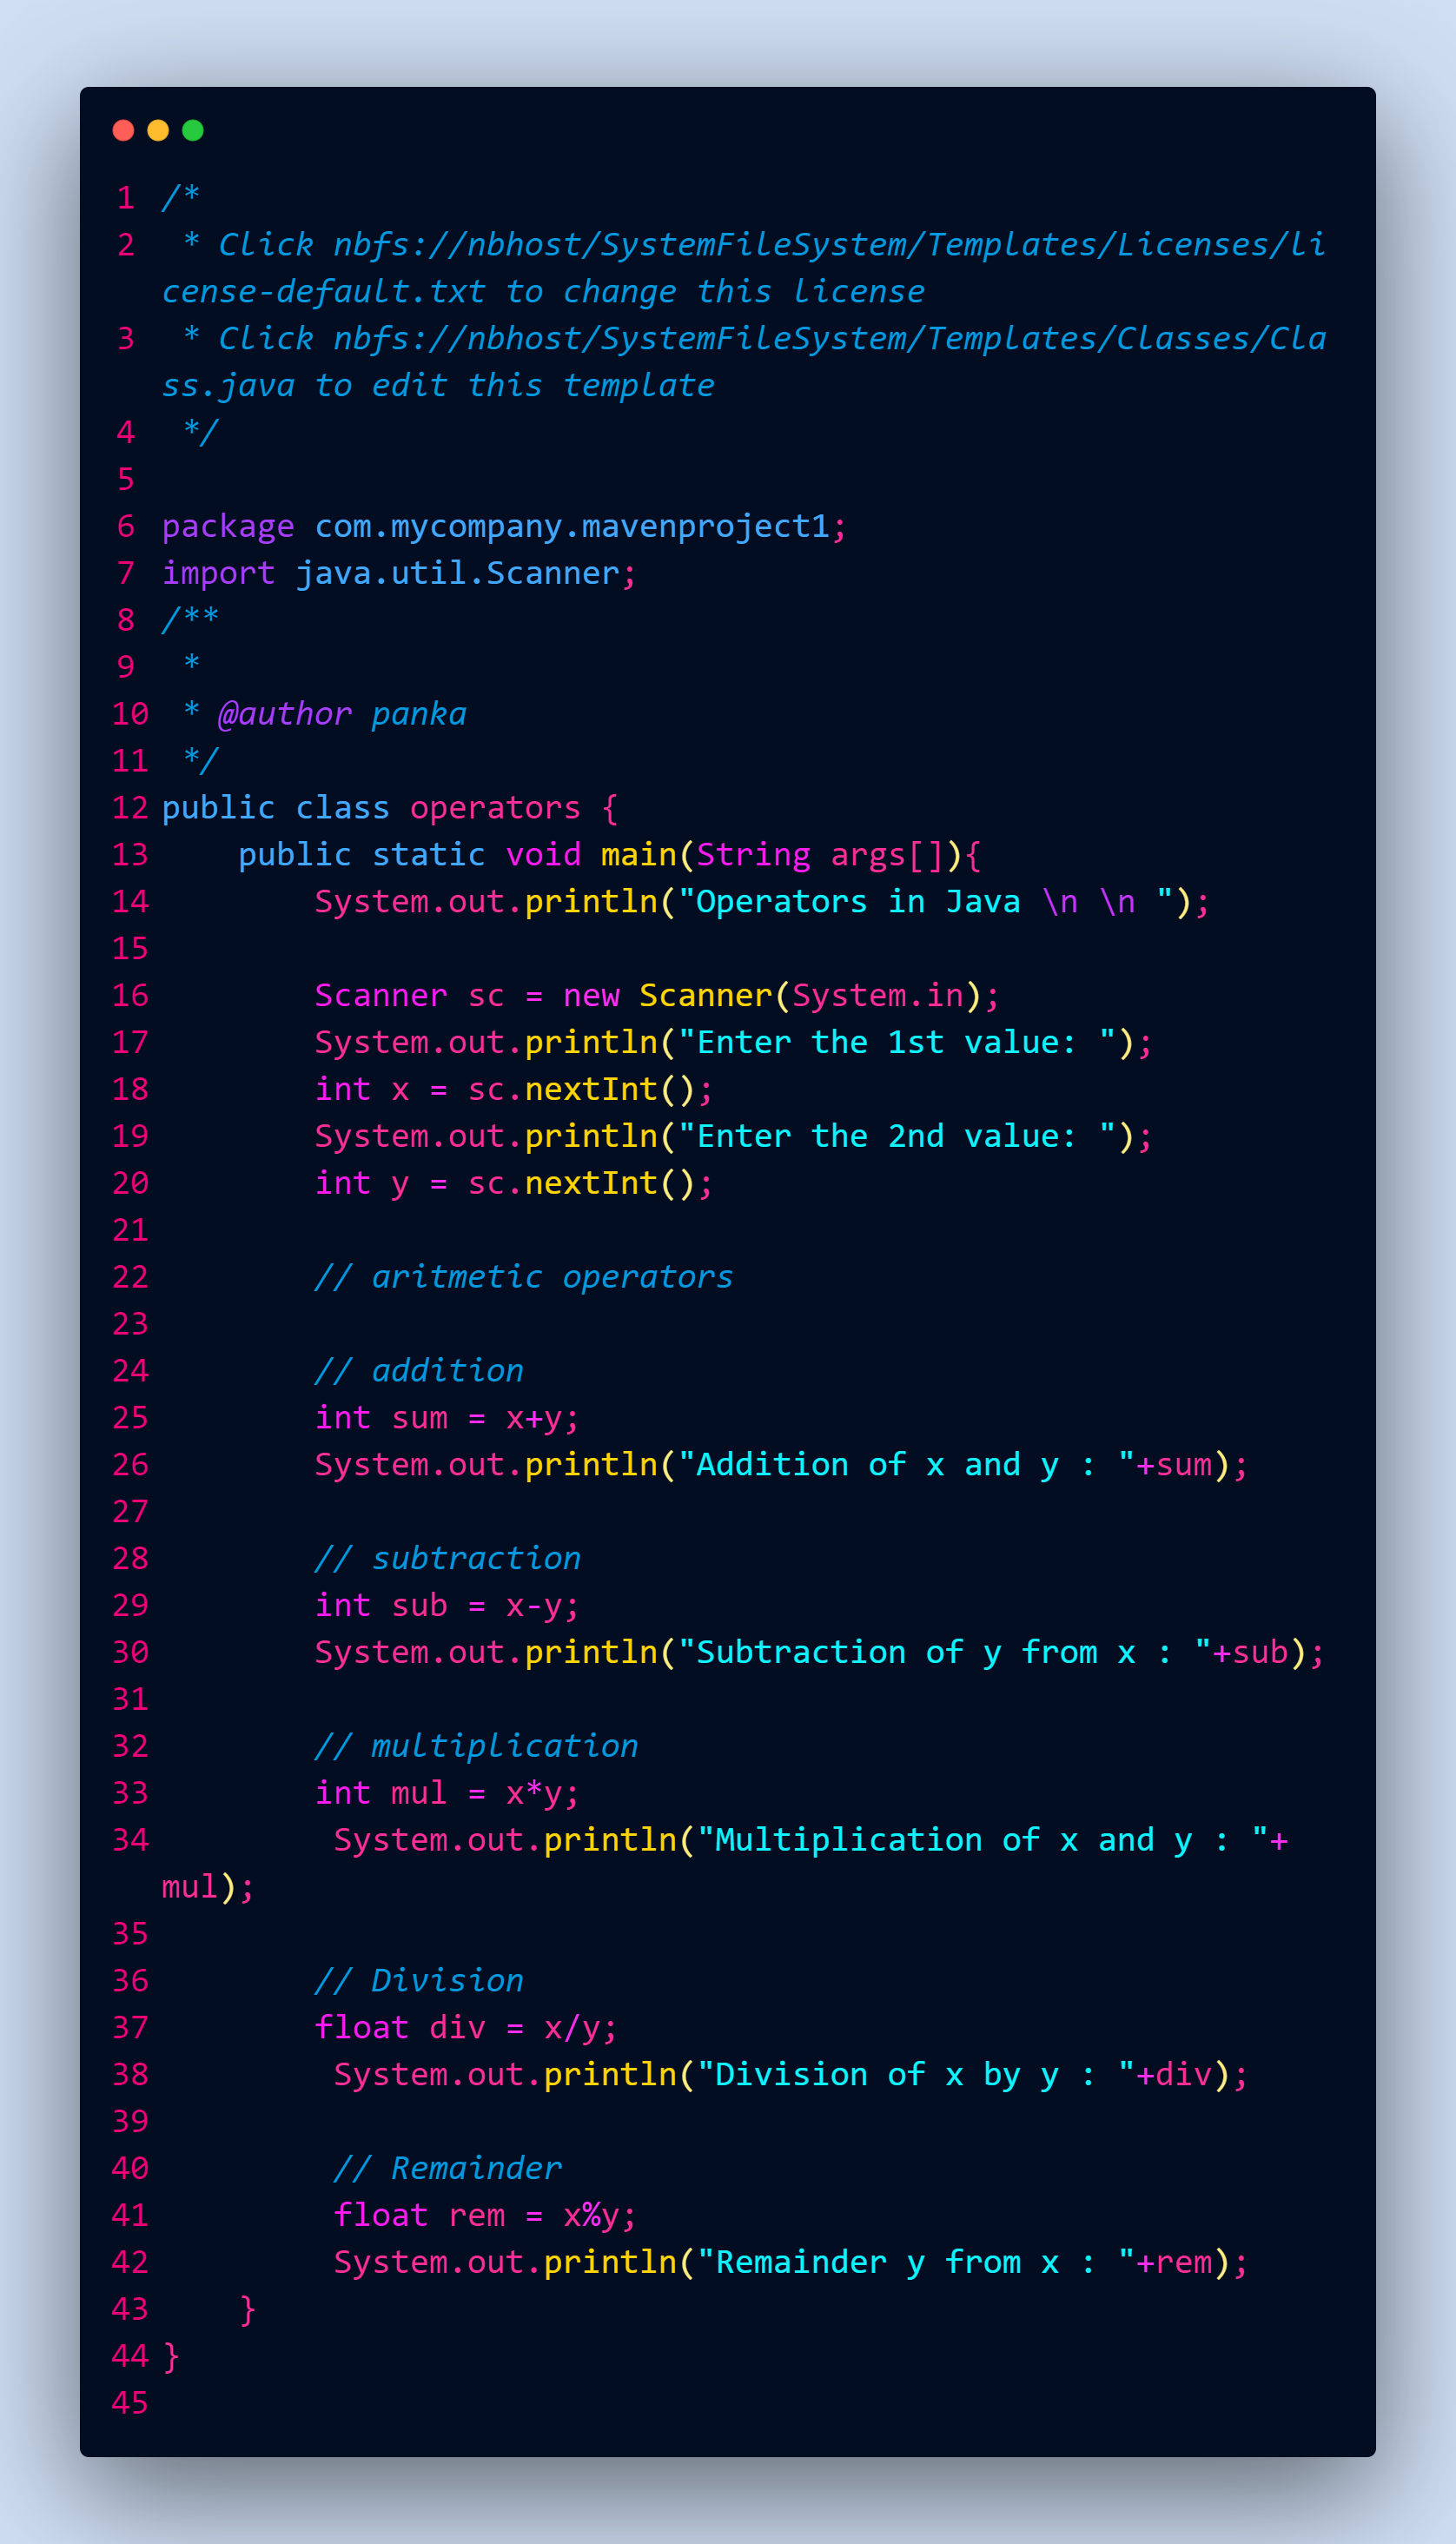 1 /*
2  * Click nbfs://nbhost/SystemFileSystem/Templates/Licenses/li
cense-default.txt to change this license
3  * Click nbfs://nbhost/SystemFileSystem/Templates/Classes/Cla
ss.java to edit this template
4  */
5
6 package com.mycompany.mavenproject1;
7 import java.util.Scanner;
8 /**
9  *
10  * @author panka
11  */
12 public class operators {
13     public static void main(String args[]){
14         System.out.println("Operators in Java \n \n ");
15
16         Scanner sc = new Scanner(System.in);
17         System.out.println("Enter the 1st value: ");
18         int x = sc.nextInt();
19         System.out.println("Enter the 2nd value: ");
20         int y = sc.nextInt();
21
22         // aritmetic operators
23
24         // addition
25         int sum = x+y;
26         System.out.println("Addition of x and y : "+sum);
27
28         // subtraction
29         int sub = x-y;
30         System.out.println("Subtraction of y from x : "+sub);
31
32         // multiplication
33         int mul = x*y;
34          System.out.println("Multiplication of x and y : "+
mul);
35
36         // Division
37         float div = x/y;
38          System.out.println("Division of x by y : "+div);
39
40          // Remainder
41          float rem = x%y;
42          System.out.println("Remainder y from x : "+rem);
43     }
44 }
45